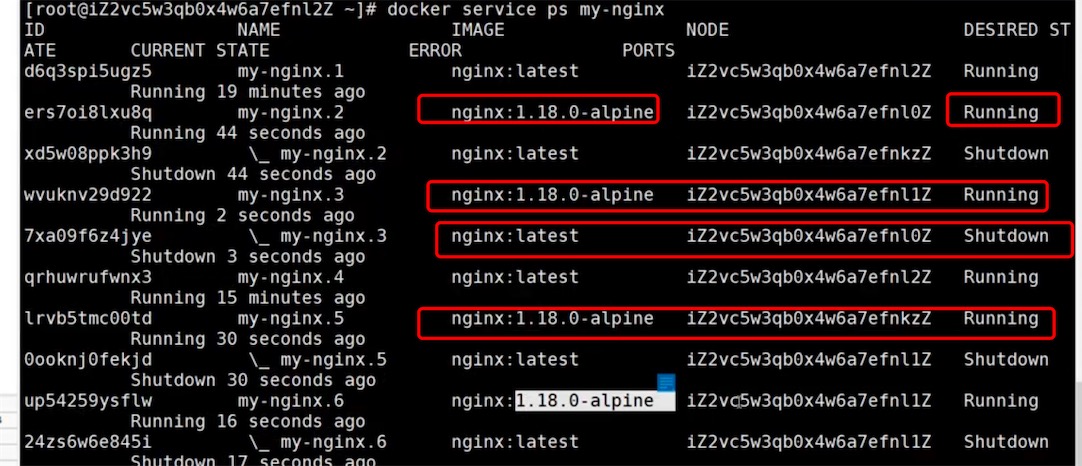 [root@iZ2vc5w3qb0x4w6a7efnl2Z ~]# docker service ps my-nginx
ID NAME IMAGE NODE DESIRED ST
ATE CURRENT STATE ERROR PORTS
d6q3spi5ugz5 my-nginx.1 nginx:latest iZ2vc5w3qb0x4w6a7efnl2Z Running
Running 19 minutes ago
ers7oi8lxu8q my-nginx.2 nginx:1.18.0-alpine iZ2vc5w3qb0x4w6a7efnl0Z Running
Running 44 seconds ago
xd5w08ppk3h9 \_ my-nginx.2 nginx:latest iZ2vc5w3qb0x4w6a7efnkzZ Shutdown
Shutdown 44 seconds ago
wvuknv29d922 my-nginx.3 nginx:1.18.0-alpine iZ2vc5w3qb0x4w6a7efnl1Z Running
Running 2 seconds ago
7xa09f6z4jye \_ my-nginx.3 nginx:latest iZ2vc5w3qb0x4w6a7efnl0Z Shutdown
Shutdown 3 seconds ago
qrhuwrufwnx3 my-nginx.4 nginx:latest iZ2vc5w3qb0x4w6a7efnl2Z Running
Running 15 minutes ago
lrvb5tmc00td my-nginx.5 nginx:1.18.0-alpine iZ2vc5w3qb0x4w6a7efnkzZ Running
Running 30 seconds ago
0ooknj0fekjd \_ my-nginx.5 nginx:latest iZ2vc5w3qb0x4w6a7efnl1Z Shutdown
Shutdown 30 seconds ago
up54259ysflw my-nginx.6 nginx:1.18.0-alpine iZ2vc5w3qb0x4w6a7efnl1Z Running
Running 16 seconds ago
24zs6w6e845i \_ my-nginx.6 nginx:latest iZ2vc5w3qb0x4w6a7efnl1Z Shutdown
Shutdown 17 seconds ago